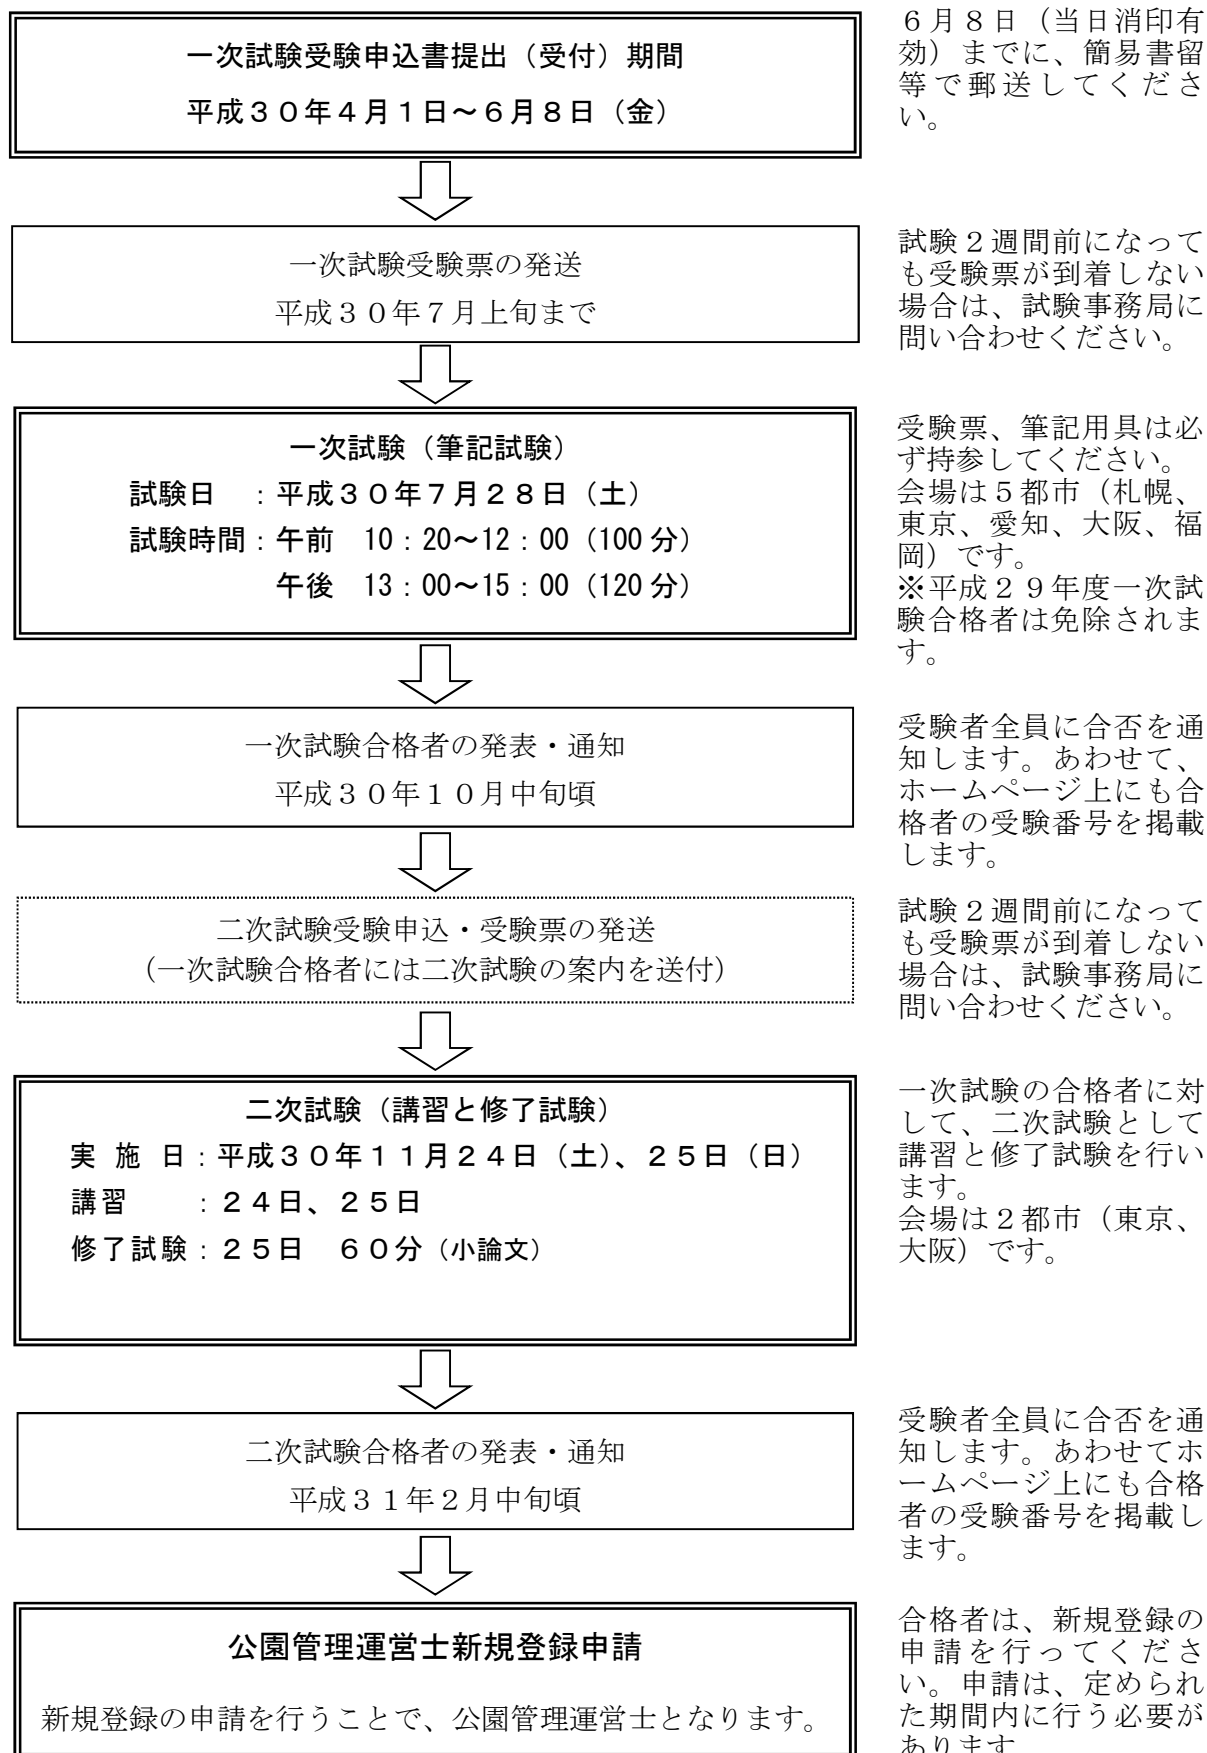 一次試験受験申込書提出（受付）期間
平成３０年４月１日～６月８日（金）
６月８日（当日消印有
効）までに、簡易書留
等で郵送してくださ
い。
一次試験受験票の発送
平成３０年７月上旬まで
試験２週間前になって
も受験票が到着しない
場合は、試験事務局に
問い合わせください。
一次試験（筆記試験）
試験日　：平成３０年７月２８日（土）
試験時間：午前　10：20～12：00（100分）
午後　13：00～15：00（120分）
受験票、筆記用具は必
ず持参してください。
会場は５都市（札幌、
東京、愛知、大阪、福
岡）です。
※平成２９年度一次試
験合格者は免除されま
す。
一次試験合格者の発表・通知
平成３０年１０月中旬頃
受験者全員に合否を通
知します。あわせて、
ホームページ上にも合
格者の受験番号を掲載
します。
二次試験受験申込・受験票の発送
（一次試験合格者には二次試験の案内を送付）
試験２週間前になって
も受験票が到着しない
場合は、試験事務局に
問い合わせください。
二次試験（講習と修了試験）
実 施 日：平成３０年１１月２４日（土）、２５日（日）
講習　　：２４日、２５日
修了試験：２５日　６０分（小論文）
一次試験の合格者に対
して、二次試験として
講習と修了試験を行い
ます。
会場は２都市（東京、
大阪）です。
二次試験合格者の発表・通知
平成３１年２月中旬頃
受験者全員に合否を通
知します。あわせてホ
ームページ上にも合格
者の受験番号を掲載し
ます。
公園管理運営士新規登録申請
新規登録の申請を行うことで、公園管理運営士となります。
合格者は、新規登録の
申請を行ってくださ
い。申請は、定められ
た期間内に行う必要が
あります